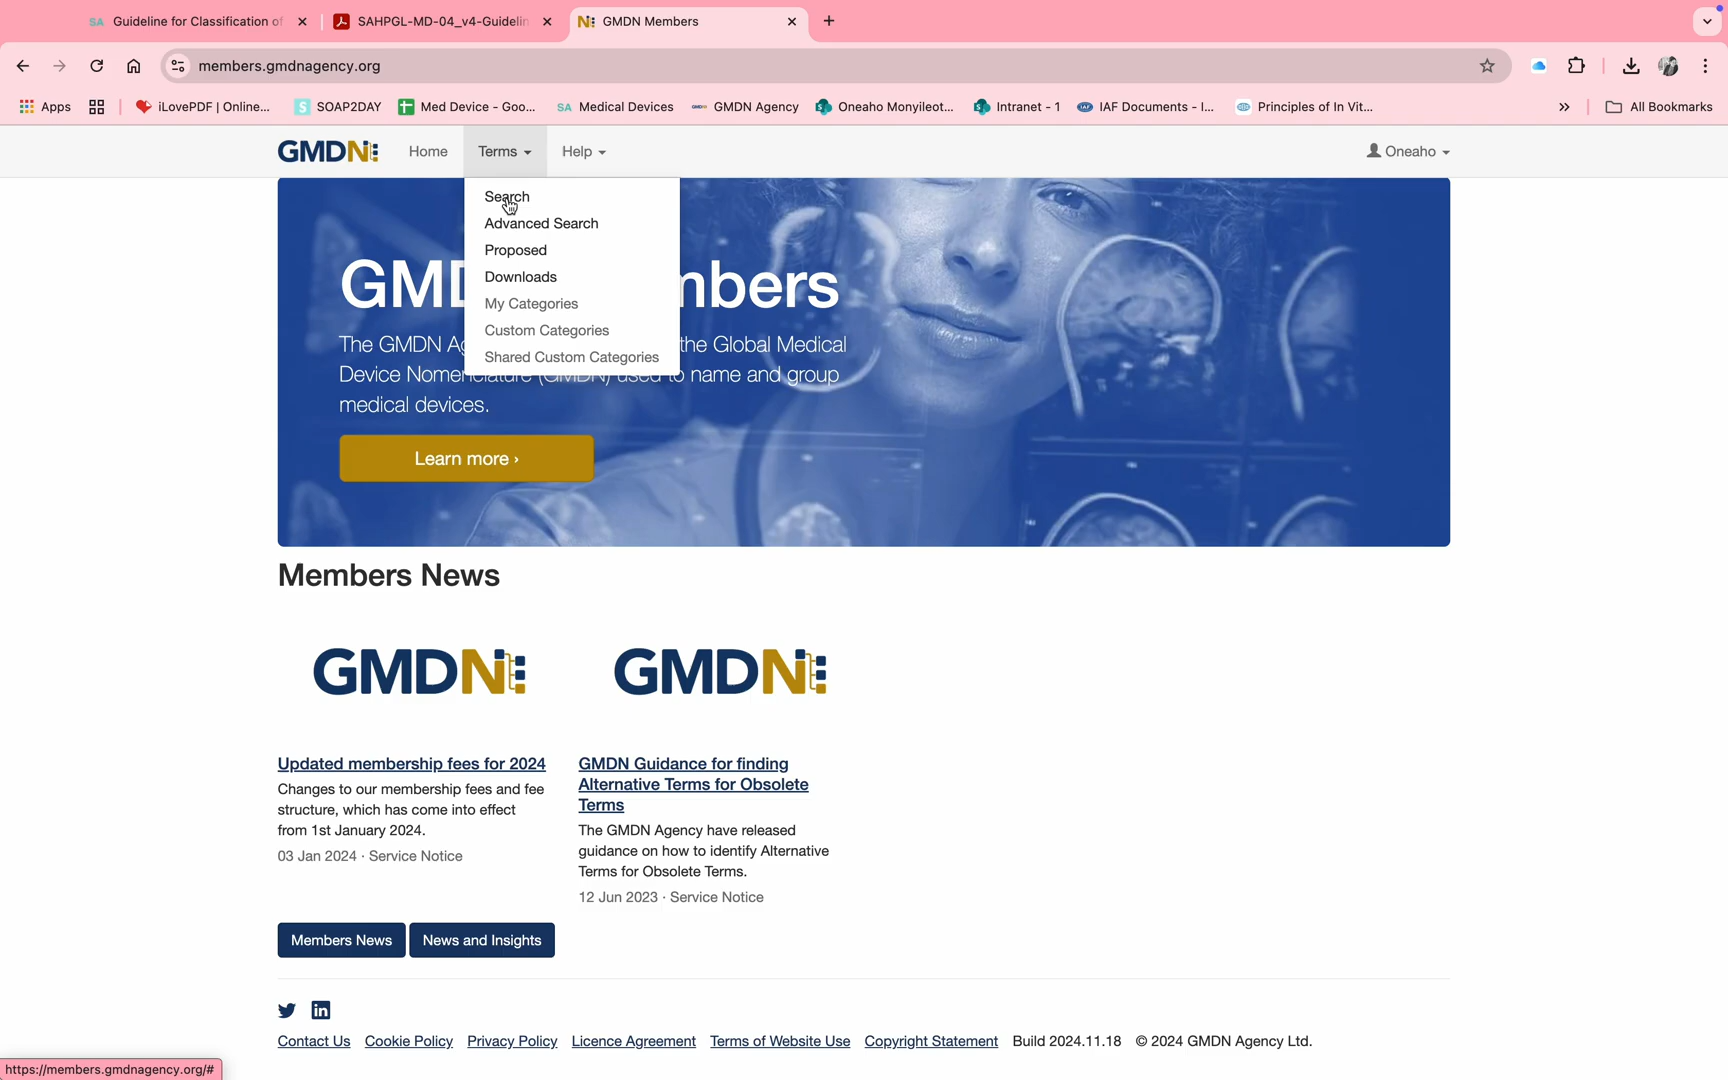 Guideline for Classification of
SAHPGL-MD-04_v4-Guidelin
GMDN Members
members.gmdnagency.org
Apps
iLovePDF | Online...
SOAP2DAY
Med Device - Goo...
SA Medical Devices
GMDN Agency
Oneaho Monyileot...
Intranet - 1
IAF Documents - I...
Principles of In Vit...
All Bookmarks
GMDN
Home
Terms
Help
Oneaho
Search
Advanced Search
Proposed
Downloads
My Categories
Custom Categories
Shared Custom Categories
GMD mbers
The GMDN Ag the Global Medical
Device Nomenclature (GMDN) used to name and group
medical devices.
Learn more ›
Members News
GMDN
GMDN
Updated membership fees for 2024
Changes to our membership fees and fee
structure, which has come into effect
from 1st January 2024.
03 Jan 2024 · Service Notice
GMDN Guidance for finding
Alternative Terms for Obsolete
Terms
The GMDN Agency have released
guidance on how to identify Alternative
Terms for Obsolete Terms.
12 Jun 2023 · Service Notice
Members News
News and Insights
Contact Us Cookie Policy Privacy Policy Licence Agreement Terms of Website Use Copyright Statement Build 2024.11.18 © 2024 GMDN Agency Ltd.
https://members.gmdnagency.org/#